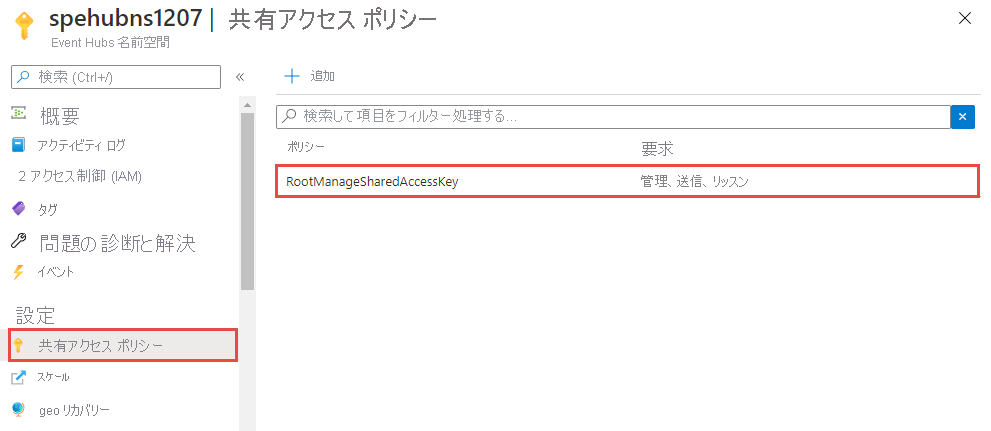 spehubns1207 | 共有アクセス ポリシー
Event Hubs 名前空間
検索 (Ctrl+/)
«
概要
アクティビティ ログ
2 アクセス制御 (IAM)
タグ
問題の診断と解決
イベント
設定
共有アクセス ポリシー
スケール
geo リカバリー
追加
検索して項目をフィルター処理する...
ポリシー 要求
RootManageSharedAccessKey 管理、送信、リッスン